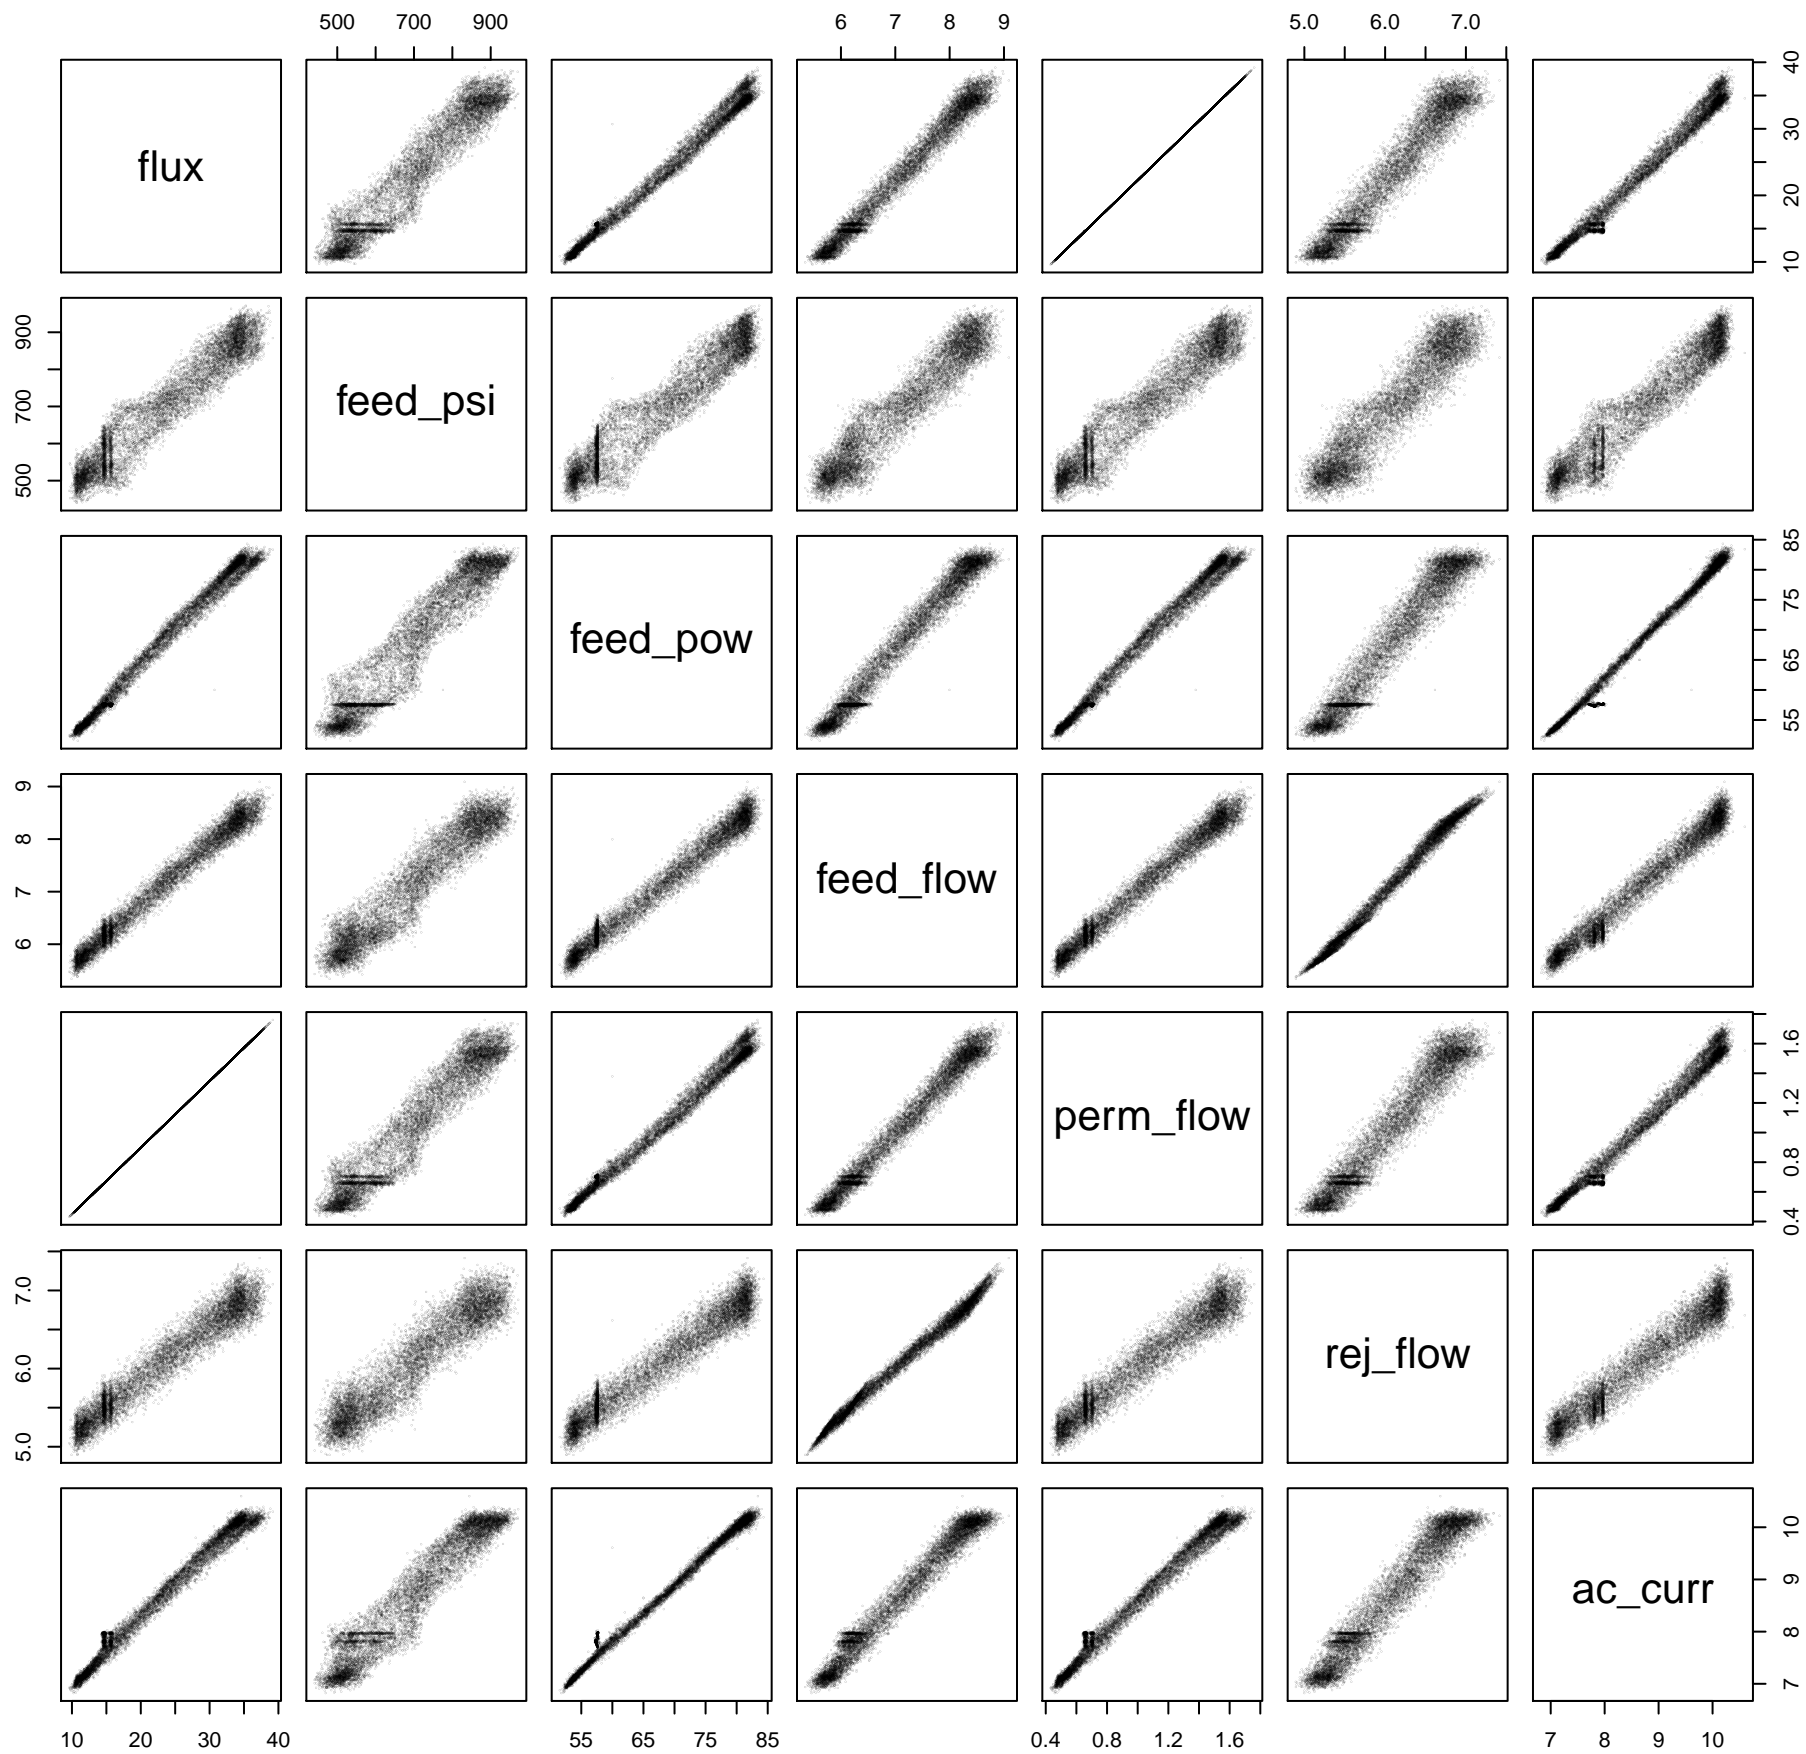 500 700 900 6 7 8 9 5.0 6.0 7.0
flux
10 20 30 40
500 700 900
feed_psi
feed_pow
55 65 75 85
6 7 8 9
feed_flow
perm_flow
0.4 0.8 1.2 1.6
5.0 6.0 7.0
rej_flow
ac_curr
7 8 9 10
10 20 30 40 55 65 75 85 0.4 0.8 1.2 1.6 7 8 9 10